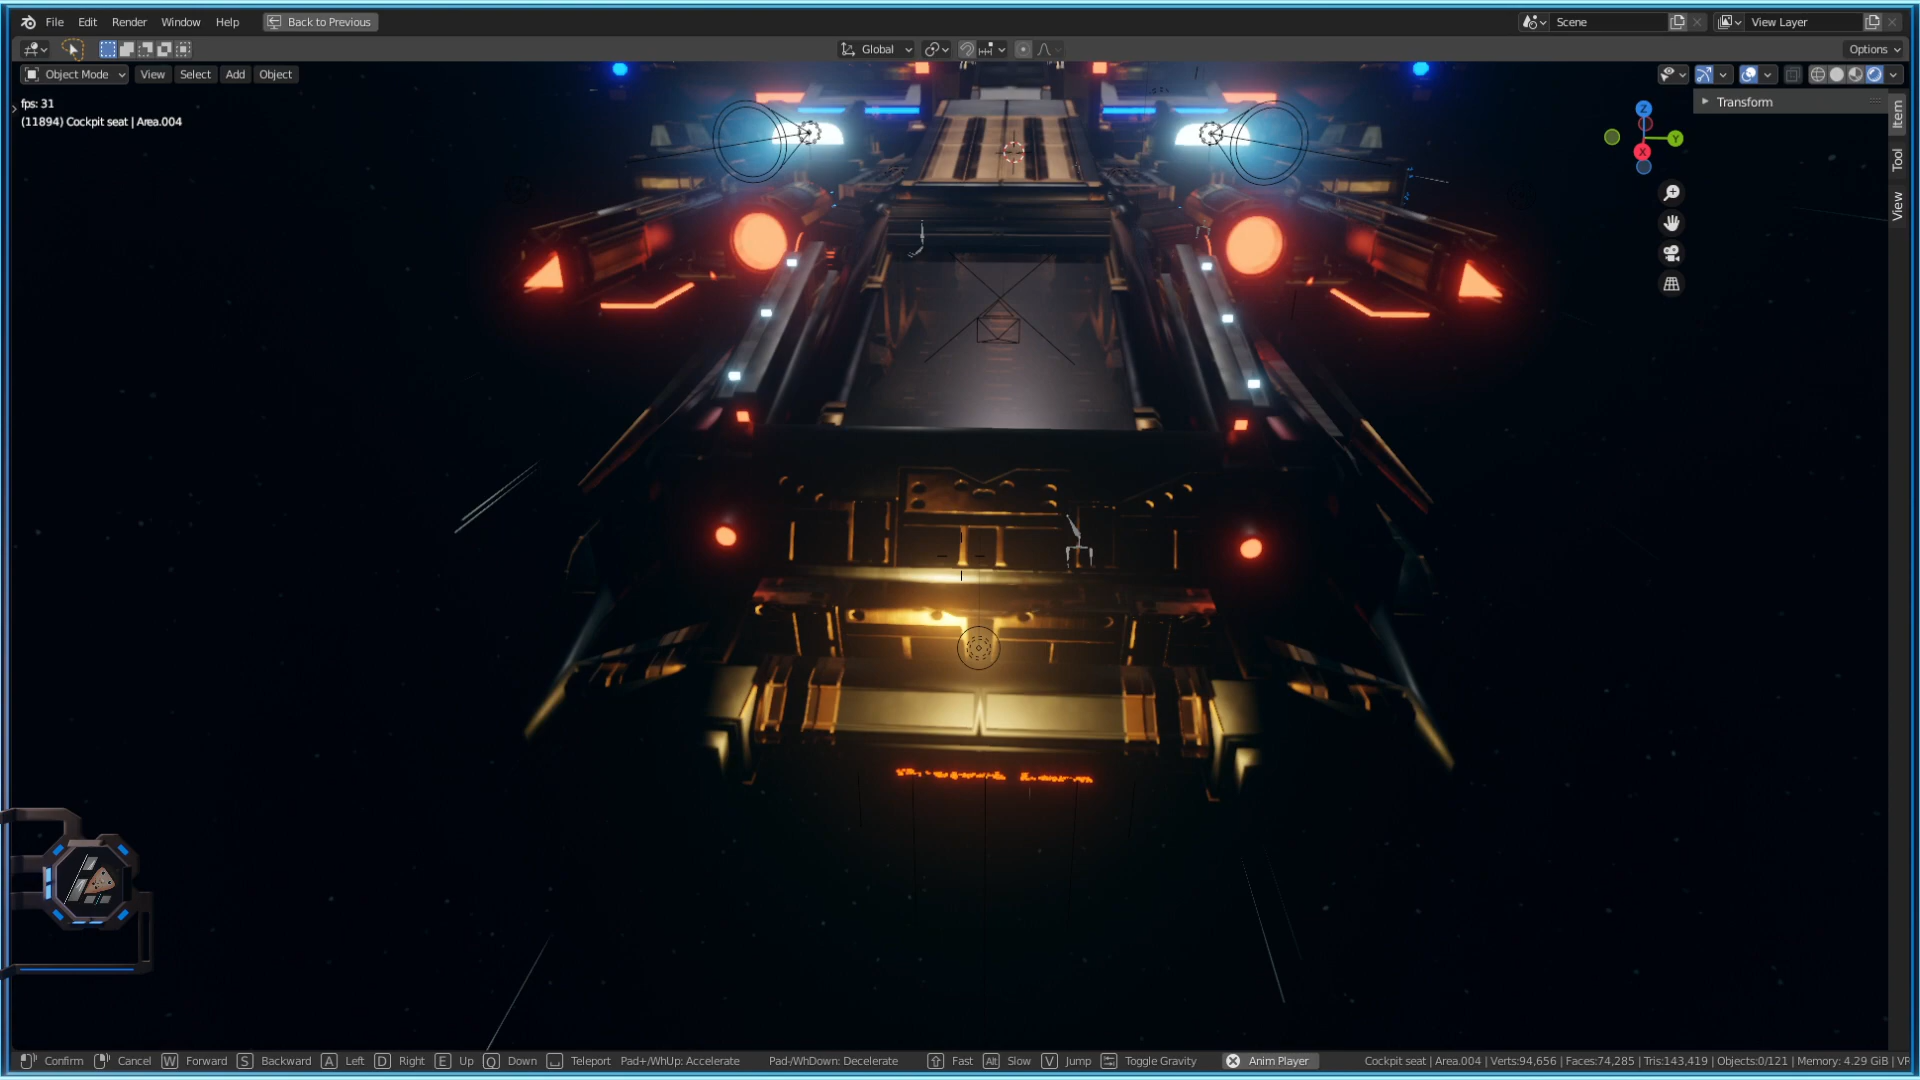 File Edit Render Window Help Back to Previous Scene View Layer
Global Options
Object Mode View Select Add Object
fps: 31
(11894) Cockpit seat | Area.004
Transform
Item
Tool
View
Z
Y
X
Confirm Cancel W Forward S Backward A Left D Right E Up Q Down Teleport Pad+/WhUp: Accelerate Pad-/WhDown: Decelerate Fast Alt Slow V Jump Toggle Gravity Anim Player Cockpit seat | Area.004 | Verts:94,656 | Faces:74,285 | Tris:143,419 | Objects:0/121 | Memory: 4.29 GiB |